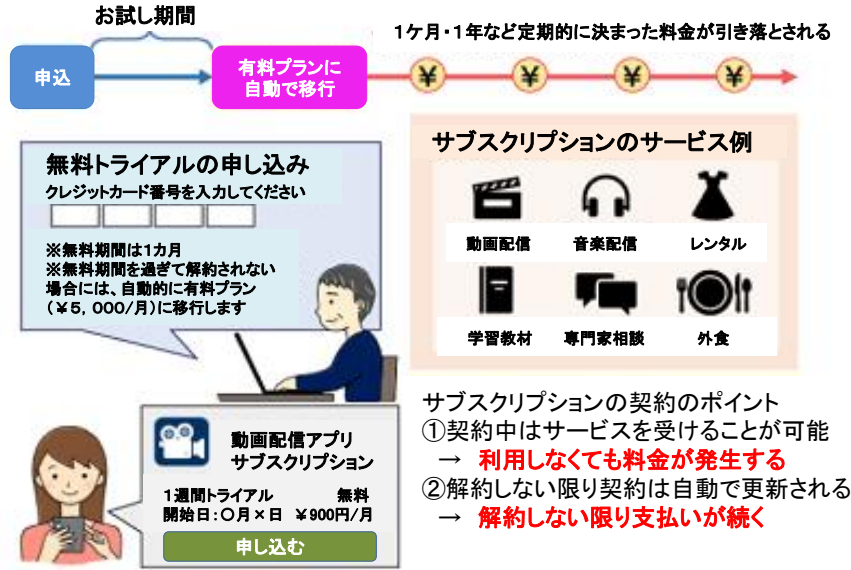 お試し期間
1ケ月・1年など定期的に決まった料金が引き落とされる
申込
有料プランに
自動で移行
¥ ¥ ¥ ¥
無料トライアルの申し込み
クレジットカード番号を入力してください
※無料期間は1カ月
※無料期間を過ぎて解約されない
場合には、自動的に有料プラン
(¥5,000/月)に移行します
サブスクリプションのサービス例
動画配信 音楽配信 レンタル
学習教材 専門家相談 外食
動画配信アプリ
サブスクリプション
1週間トライアル 無料
開始日:〇月×日 ¥900円/月
申し込む
サブスクリプションの契約のポイント
①契約中はサービスを受けることが可能
→ 利用しなくても料金が発生する
②解約しない限り契約は自動で更新される
→ 解約しない限り支払いが続く